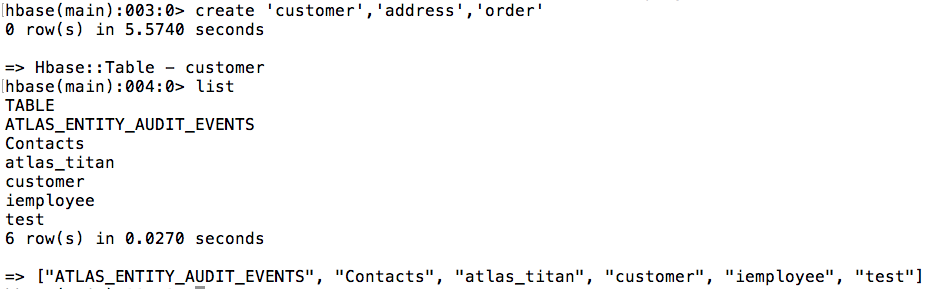 hbase(main):003:0> create 'customer','address','order'
0 row(s) in 5.5740 seconds
=> Hbase::Table - customer
hbase(main):004:0> list
TABLE
ATLAS_ENTITY_AUDIT_EVENTS
Contacts
atlas_titan
customer
iemployee
test
6 row(s) in 0.0270 seconds
=> ["ATLAS_ENTITY_AUDIT_EVENTS", "Contacts", "atlas_titan", "customer", "iemployee", "test"]